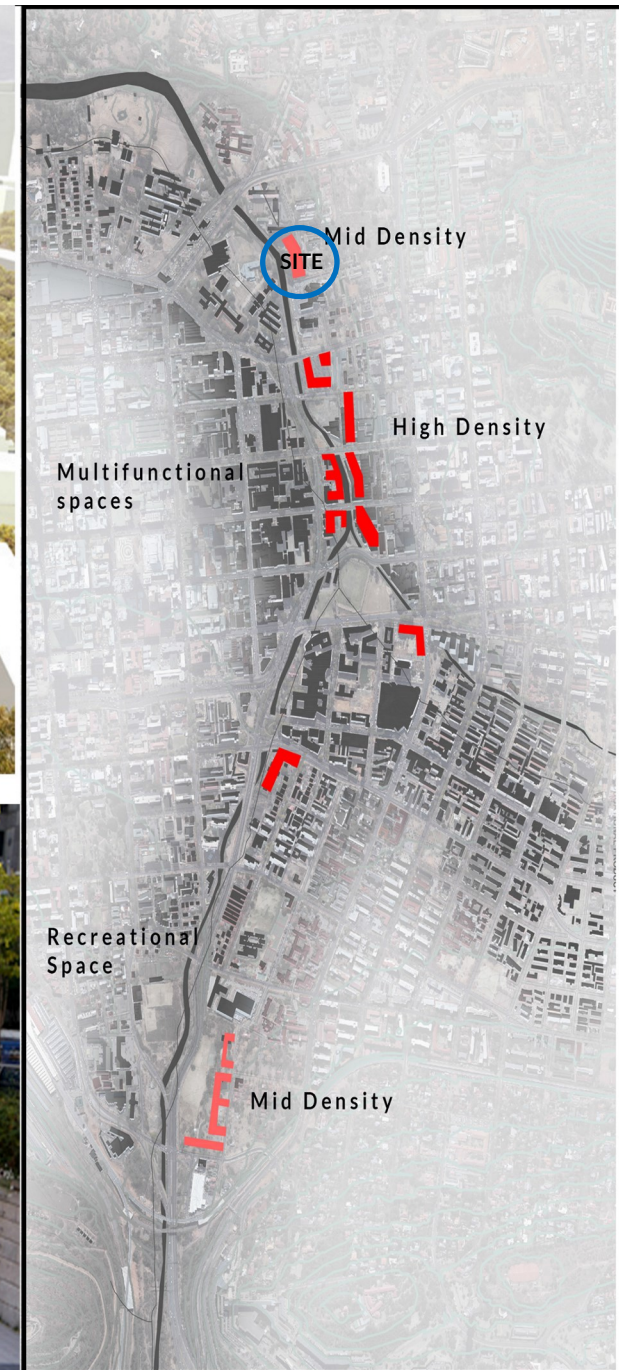 Mid Density
SITE
High Density
Multifunctional
spaces
Recreational
Space
Mid Density